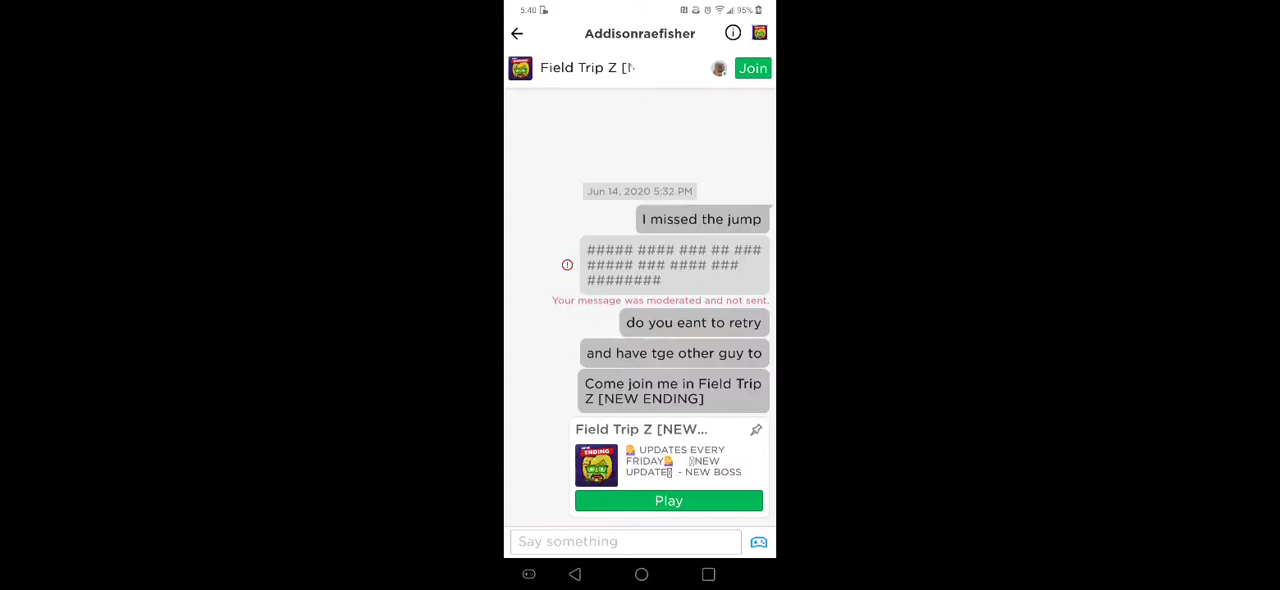 5:40
95%
Addisonraefisher
Field Trip Z [
Join
Jun 14, 2020 5:32 PM
I missed the jump
##### #### ### ## ###
##### ### #### ###
########
Your message was moderated and not sent.
do you eant to retry
and have tge other guy to
Come join me in Field Trip
Z [NEW ENDING]
Field Trip Z [NEW...
ENDING
UPDATES EVERY
FRIDAY NEW
UPDATE - NEW BOSS
Play
Say something